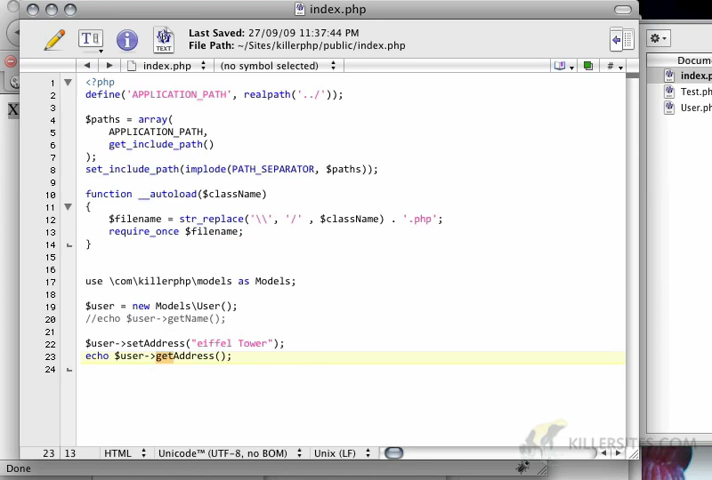 index.php
Last Saved: 27/09/09 11:37:44 PM
File Path: ~/Sites/killerphp/public/index.php
TEXT
index.php
(no symbol selected)
#
Docum
index.p
Test.ph
User.ph
1 <?php
2 define('APPLICATION_PATH', realpath('../'));
3
4 $paths = array(
5 APPLICATION_PATH,
6 get_include_path()
7 );
8 set_include_path(implode(PATH_SEPARATOR, $paths));
9
10 function __autoload($className)
11 {
12 $filename = str_replace('\\', '/' , $className) . '.php';
13 require_once $filename;
14 }
15
16
17 use \com\killerphp\models as Models;
18
19 $user = new Models\User();
20 //echo $user->getName();
21
22 $user->setAddress("eiffel Tower");
23 echo $user->getAddress();
24
23 13 HTML Unicode™ (UTF-8, no BOM) Unix (LF)
KILLERSITES.COM
Done